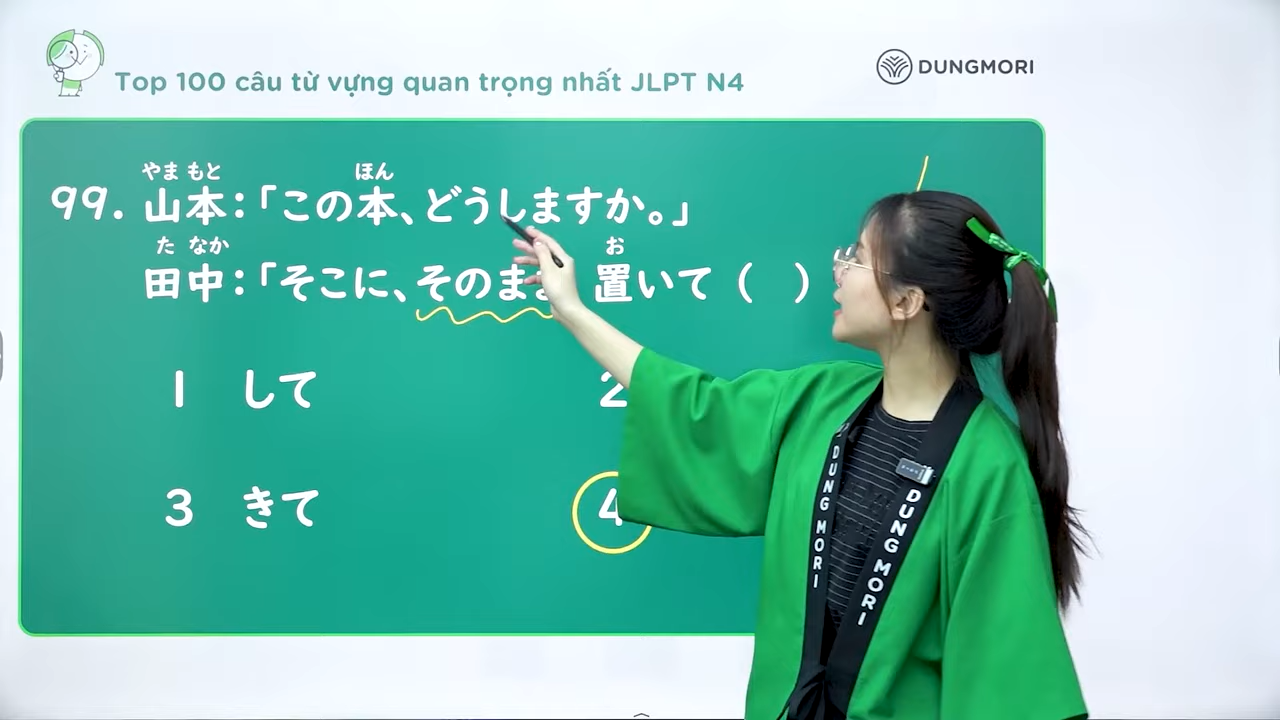 Top 100 câu từ vựng quan trọng nhất JLPT N4
DUNGMORI
やま もと ほん
99. 山本:「この本、どうしますか。」
た なか お
田中:「そこに、そのまま 置いて ( )
1 して
2
3 きて
4
DUNG MORI
DUNG MORI